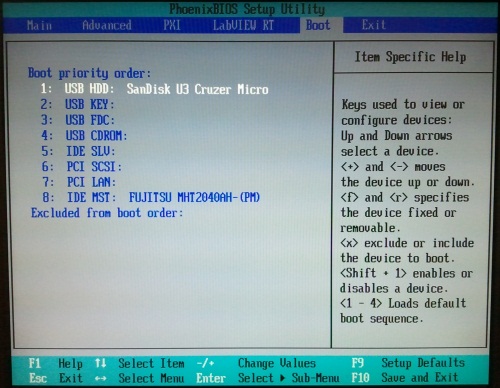 PhoenixBIOS Setup Utility
Main Advanced PXI LabVIEW RT Boot Exit
Item Specific Help
Boot priority order:
1: USB HDD: SanDisk U3 Cruzer Micro
2: USB KEY:
3: USB FDC:
4: USB CDROM:
5: IDE SLV:
6: PCI SCSI:
7: PCI LAN:
8: IDE MST: FUJITSU MHT2040AH-(PM)
Excluded from boot order:
Keys used to view or
configure devices:
Up and Down arrows
select a device.
<+> and <-> moves
the device up or down.
<f> and <r> specifies
the device fixed or
removable.
<x> exclude or include
the device to boot.
<Shift + 1> enables or
disables a device.
<1 - 4> Loads default
boot sequence.
F1 Help ↑↓ Select Item -/+ Change Values F9 Setup Defaults
Esc Exit ↔ Select Menu Enter Select ▶ Sub-Menu F10 Save and Exit